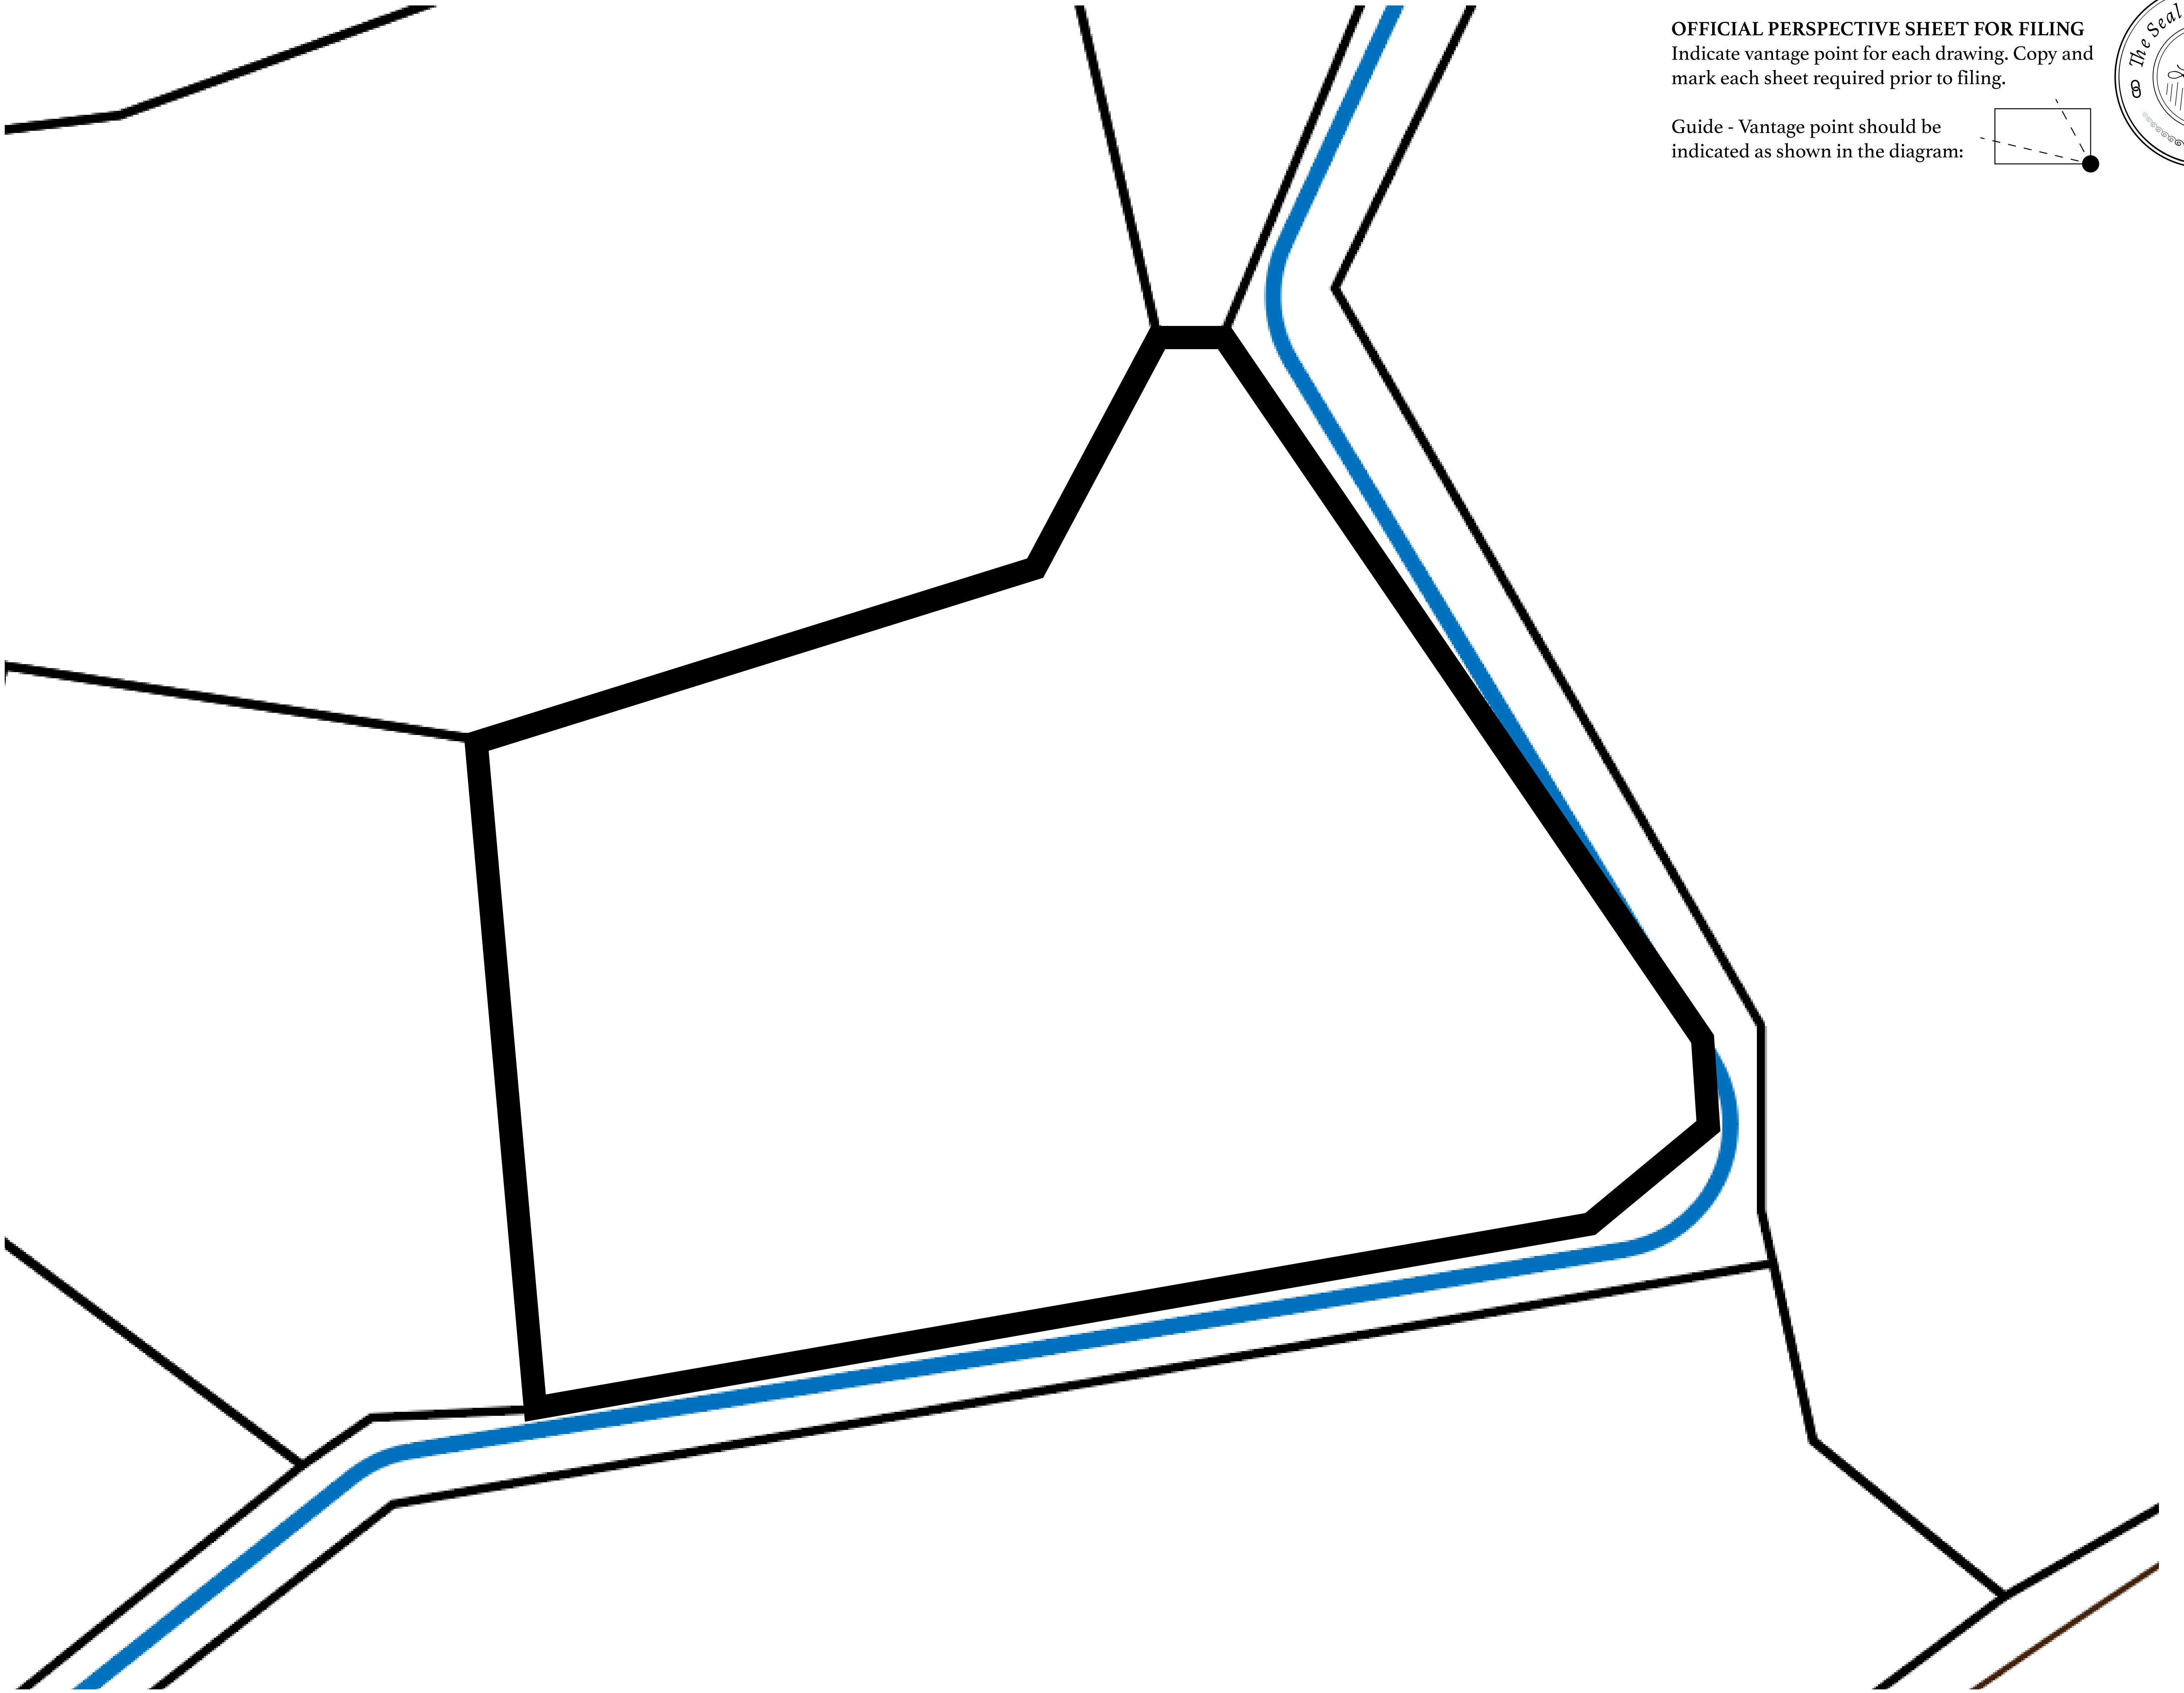 OFFICIAL PERSPECTIVE SHEET FOR FILING
Indicate vantage point for each drawing. Copy and
mark each sheet required prior to filing.
Guide - Vantage point should be
indicated as shown in the diagram:
The Seal